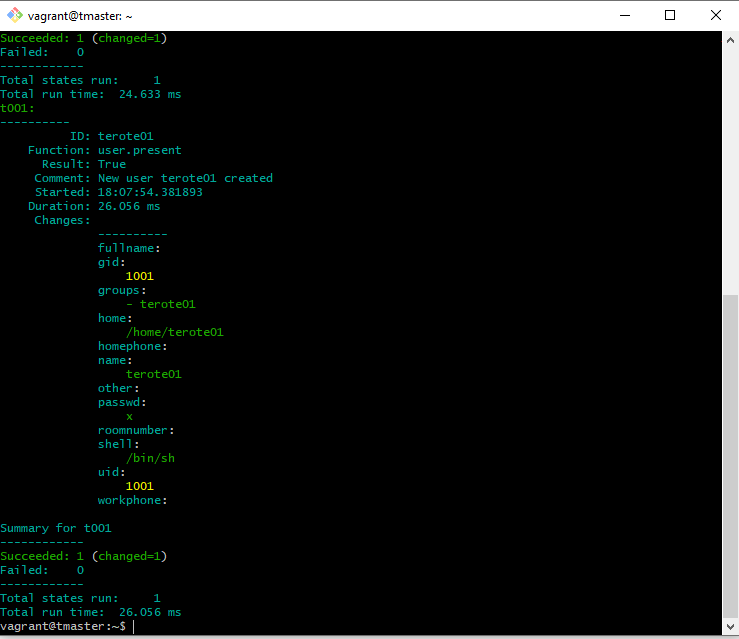 vagrant@tmaster: ~
Succeeded: 1 (changed=1)
Failed:    0
------------
Total states run:     1
Total run time:  24.633 ms
t001:
----------
          ID: terote01
    Function: user.present
      Result: True
     Comment: New user terote01 created
     Started: 18:07:54.381893
    Duration: 26.056 ms
     Changes:
              ----------
              fullname:
              gid:
                  1001
              groups:
                  - terote01
              home:
                  /home/terote01
              homephone:
              name:
                  terote01
              other:
              passwd:
                  x
              roomnumber:
              shell:
                  /bin/sh
              uid:
                  1001
              workphone:
Summary for t001
------------
Succeeded: 1 (changed=1)
Failed:    0
------------
Total states run:     1
Total run time:  26.056 ms
vagrant@tmaster:~$